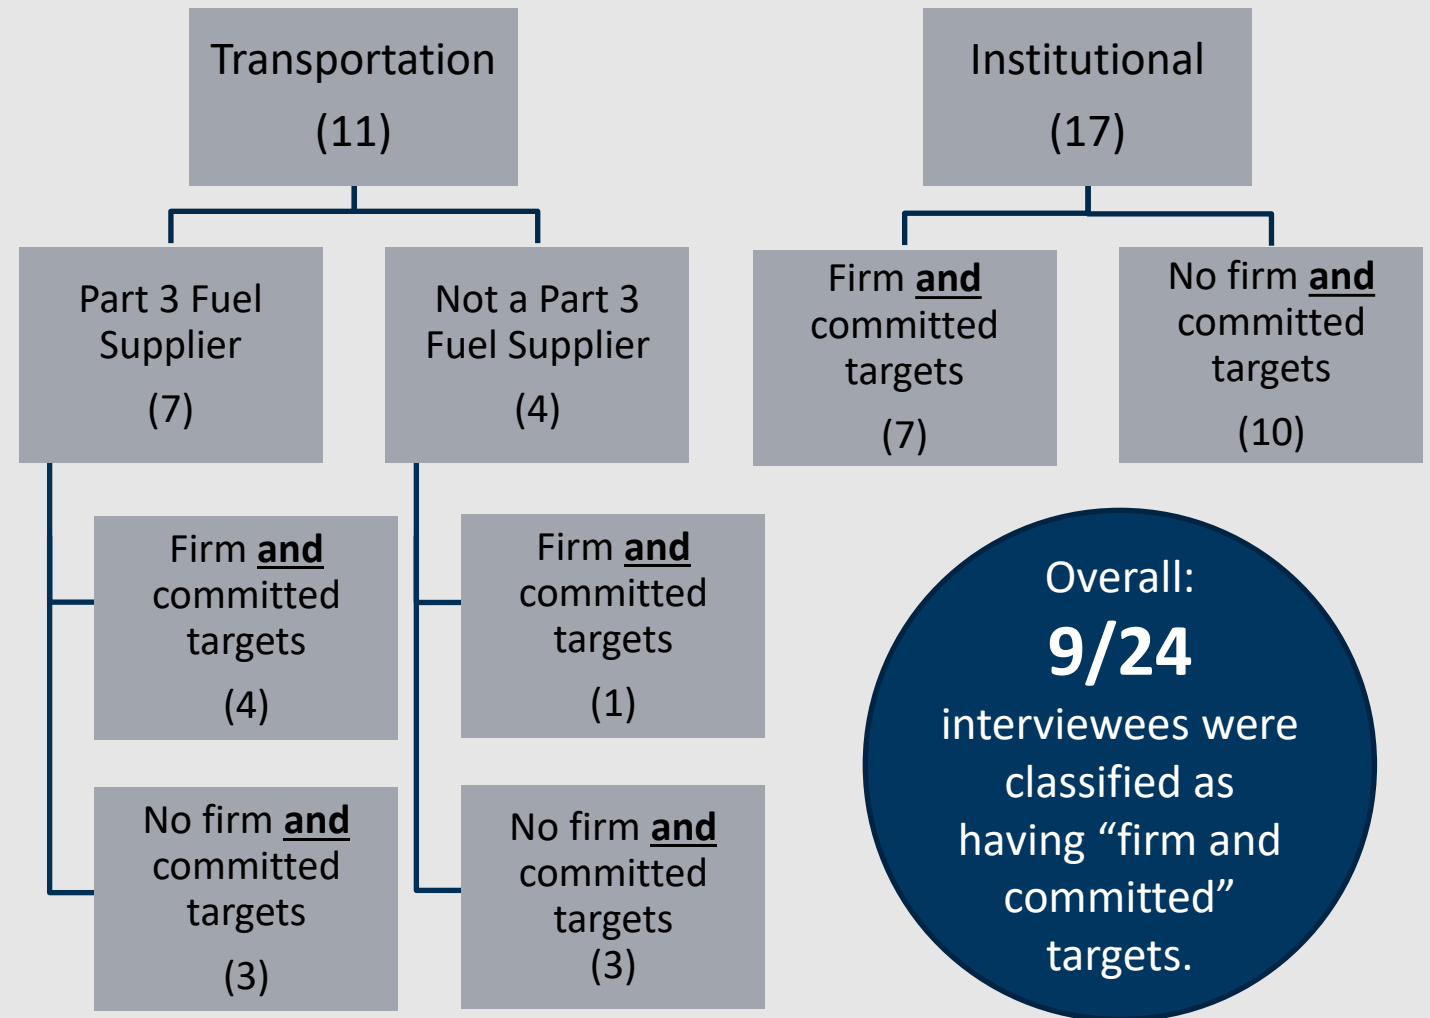 Transportation
(11)
Part 3 Fuel
Supplier
(7)
Firm and
committed
targets
(4)
No firm and
committed
targets
(3)
Not a Part 3
Fuel Supplier
(4)
Firm and
committed
targets
(1)
No firm and
committed
targets
(3)
Institutional
(17)
Firm and
committed
targets
(7)
No firm and
committed
targets
(10)
Overall:
9/24
interviewees were
classified as
having “firm and
committed”
targets.